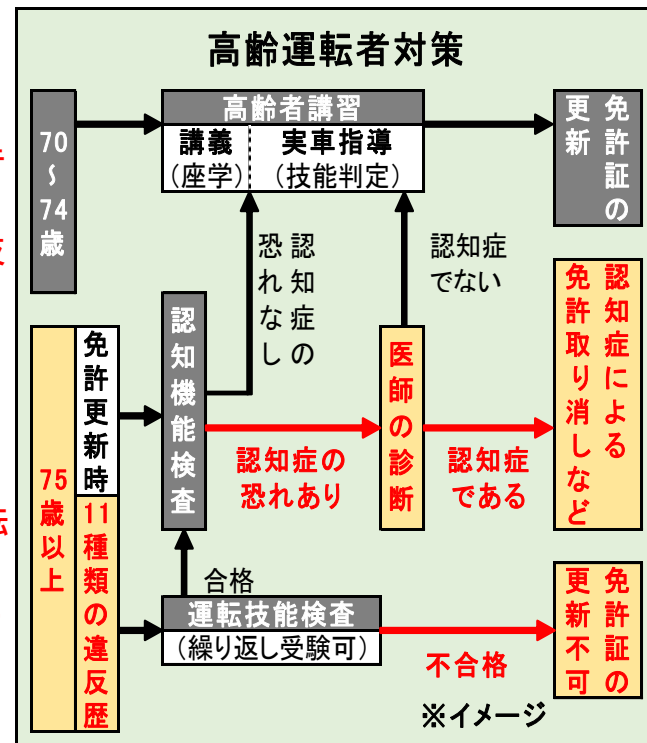 高齢運転者対策
70～74歳
高齢者講習
講義
（座学）
実車指導
（技能判定）
免許証の
更新
認知症の
恐れなし
認知症
でない
75歳以上
免許更新時
11種類の違反歴
認知機能検査
認知症の
恐れあり
医師の診断
認知症
である
認知症による
免許取り消しなど
合格
運転技能検査
（繰り返し受験可）
不合格
免許証の
更新不可
※イメージ